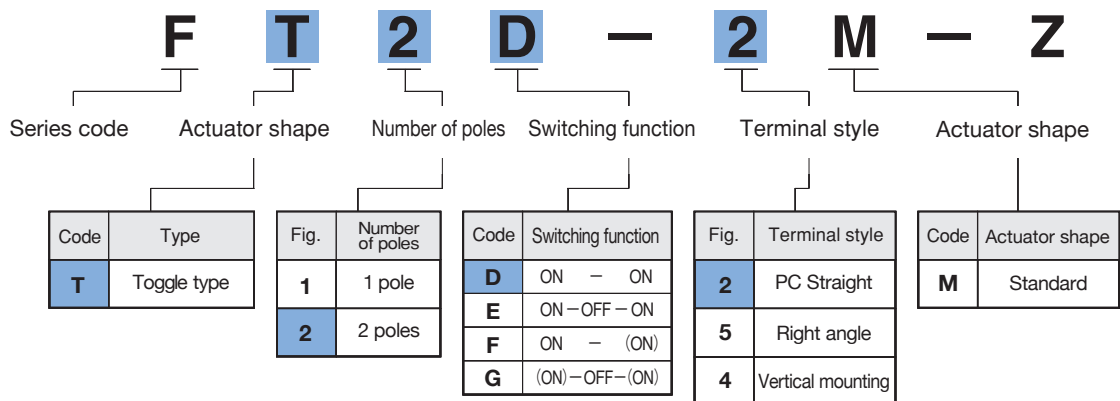 F T 2 D － 2 M － Z
Series code Actuator shape Number of poles Switching function Terminal style Actuator shape
Code Type
T Toggle type
Fig. Number of poles
1 1 pole
2 2 poles
Code Switching function
D ON － ON
E ON－OFF－ON
F ON － (ON)
G (ON)－OFF－(ON)
Fig. Terminal style
2 PC Straight
5 Right angle
4 Vertical mounting
Code Actuator shape
M Standard